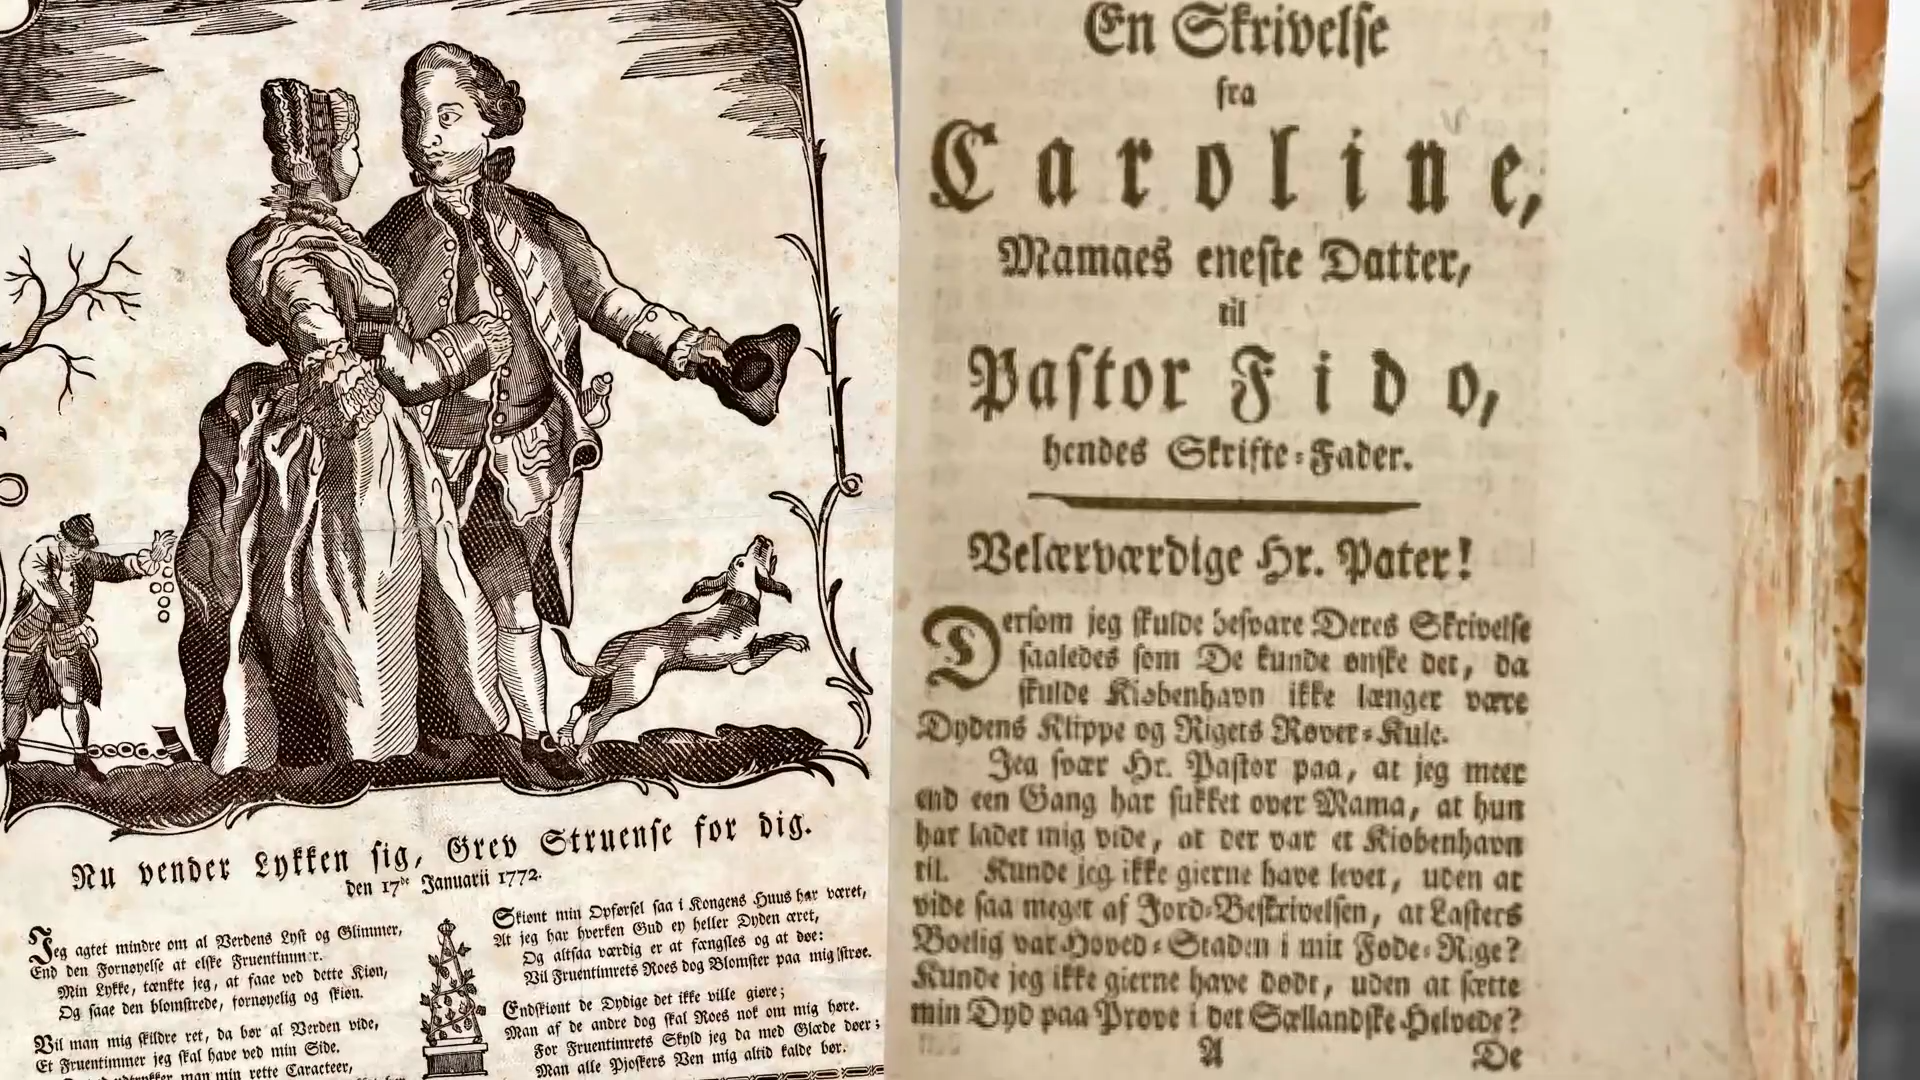 Nu vender Lykken sig, Grev Struense for dig.
den 17de Januarii 1772.
Jeg agtet mindre om al Verdens Lyst og Glimmer,
End den Fornøyelse at elske Fruentimmer.
Min Lykke, tænkte jeg, at faae ved dette Kiøn,
Og saae den blomstrede, fornøyelig og skiøn.
Vil man mig skildre ret, da bør al Verden vide,
Et Fruentimmer jeg skal have ved min Side.
man min rette Caracteer,
Skiønt min Opførsel saa i Kongens Huus har været,
At jeg har hverken Gud ey heller Dyden æret,
Og altsaa værdig er at fængsles og at døe:
Vil Fruentimrets Roes dog Blomster paa mig strøe.
Endskiønt de Dydige det ikke ville giøre;
Man af de andre dog skal Roes nok om mig høre.
For Fruentimrets Skyld jeg da med Glæde døer;
Man alle Pjoskers Ven mig altid kalde bør.
En Skrivelse
fra
Caroline,
Mamaes eneste Datter,
til
Pastor Fido,
hendes Skrifte-Fader.
Velærværdige Hr. Pater!
Dersom jeg skulde besvare Deres Skrivelse
saaledes som De kunde ønske det, da
skulde Kiøbenhavn ikke længer være
Dydens Klippe og Rigets Røver-Kule.
Jeg svær Hr. Pastor paa, at jeg meer
end een Gang har sukket over Mama, at hun
har ladet mig vide, at der var et Kiøbenhavn
til. Kunde jeg ikke gierne have levet, uden at
vide saa meget af Jord-Beskrivelsen, at Lasters
Boelig var Hoved-Staden i mit Føde-Rige?
Kunde jeg ikke gierne have dødt, uden at sætte
min Dyd paa Prøve i det Sællandske Helvede?
A
De